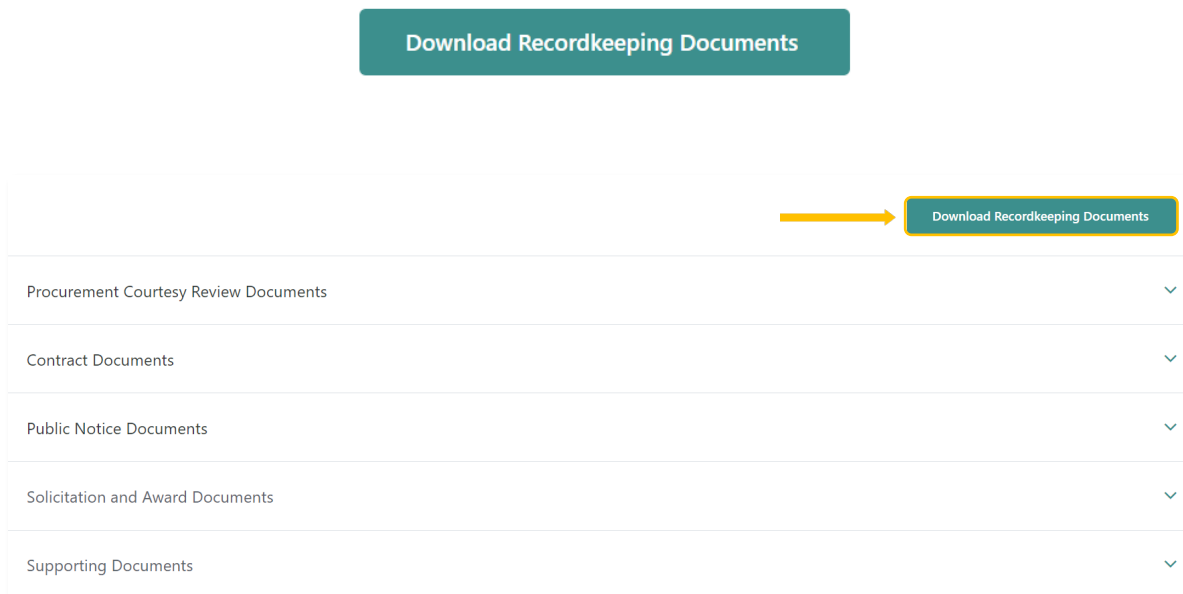 Download Recordkeeping Documents
Download Recordkeeping Documents
Procurement Courtesy Review Documents
Contract Documents
Public Notice Documents
Solicitation and Award Documents
Supporting Documents